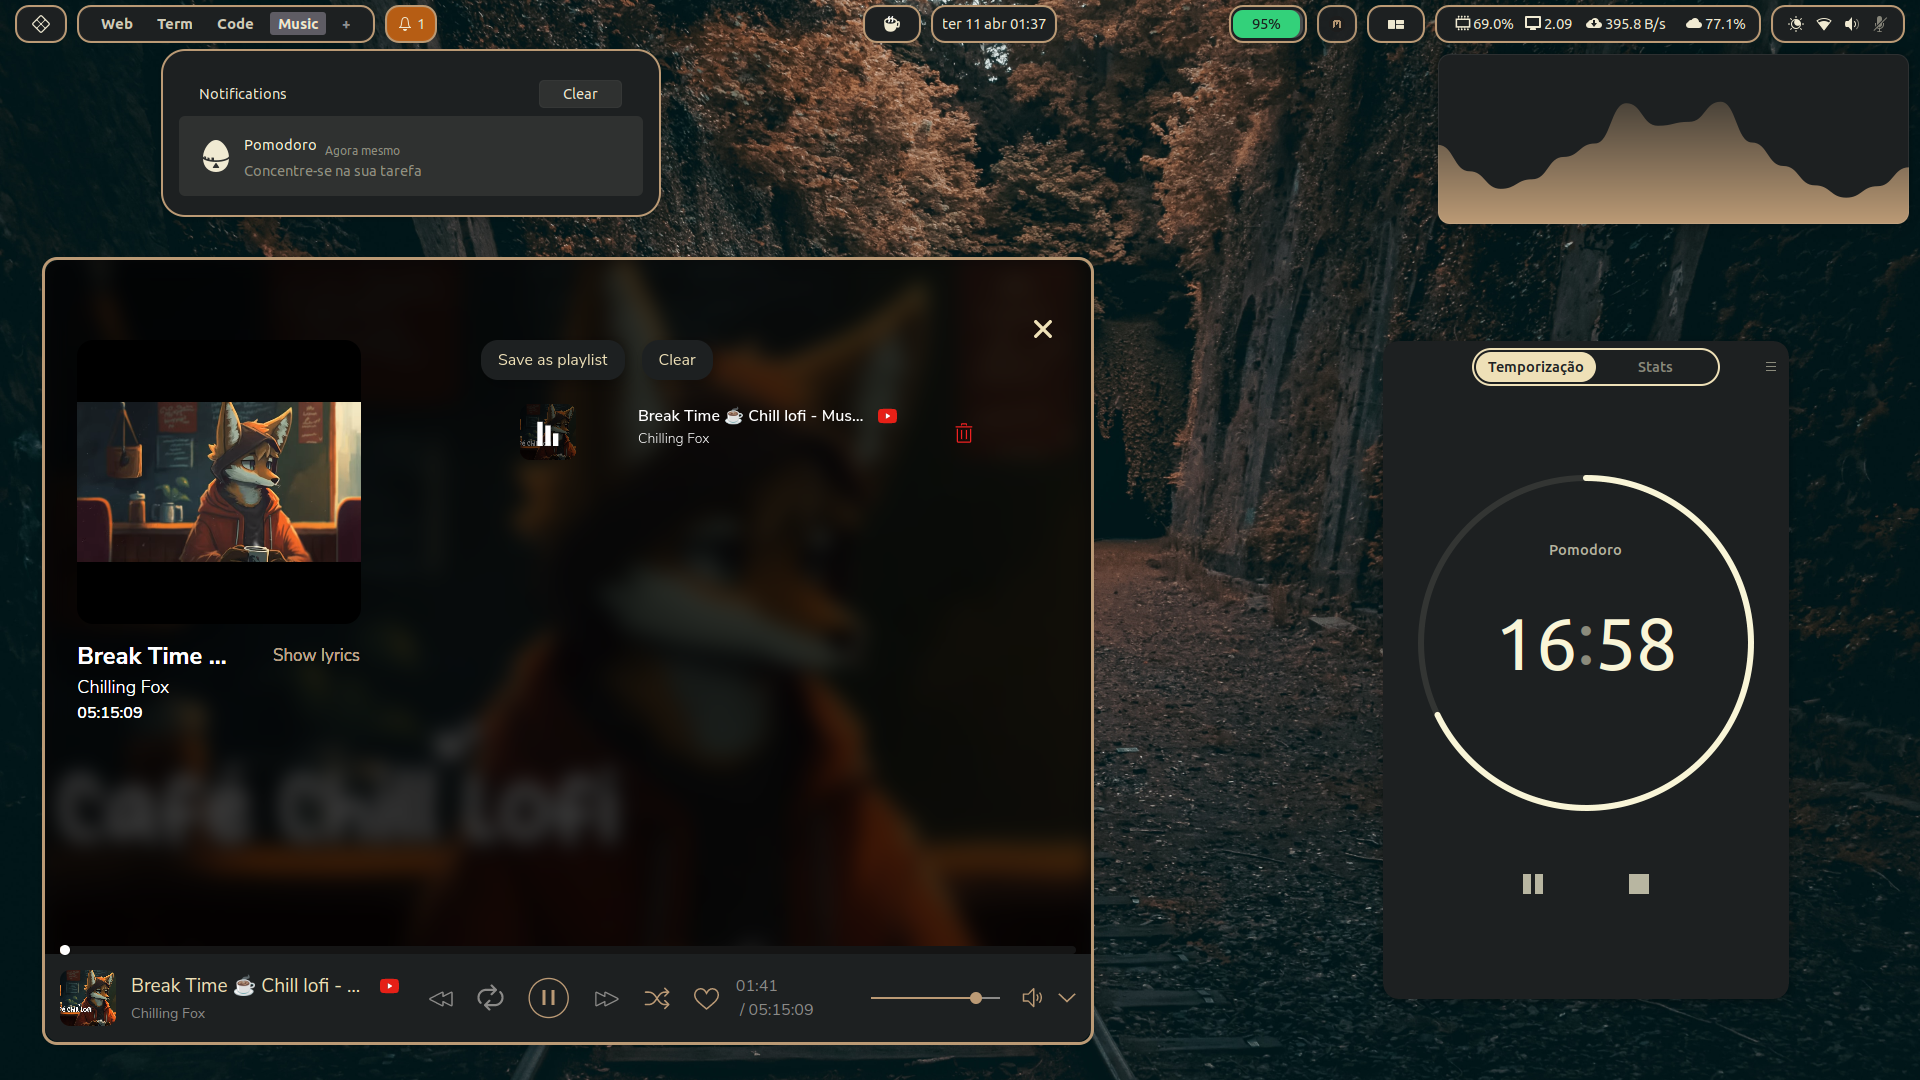 Web Term Code Music + 1
ter 11 abr 01:37
95%
69.0% 2.09 395.8 B/s 77.1%
Notifications
Clear
Pomodoro Agora mesmo
Concentre-se na sua tarefa
Save as playlist
Clear
Break Time ☕ Chill lofi - Mus...
Chilling Fox
Break Time ...
Show lyrics
Chilling Fox
05:15:09
Café Chill Lofi
Break Time ☕ Chill lofi - ...
Chilling Fox
01:41
/ 05:15:09
Temporização
Stats
Pomodoro
16:58